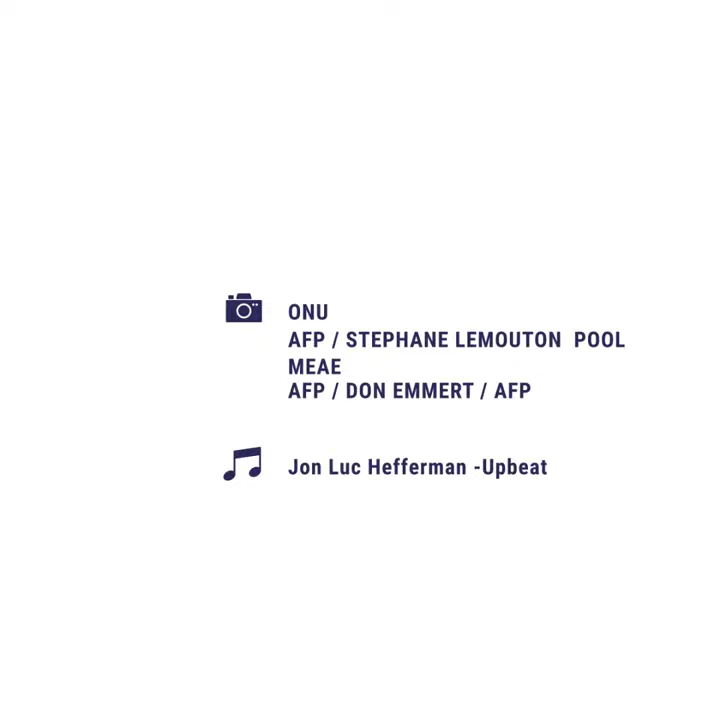 ONU
AFP / STEPHANE LEMOUTON  POOL
MEAE
AFP / DON EMMERT / AFP
Jon Luc Hefferman -Upbeat